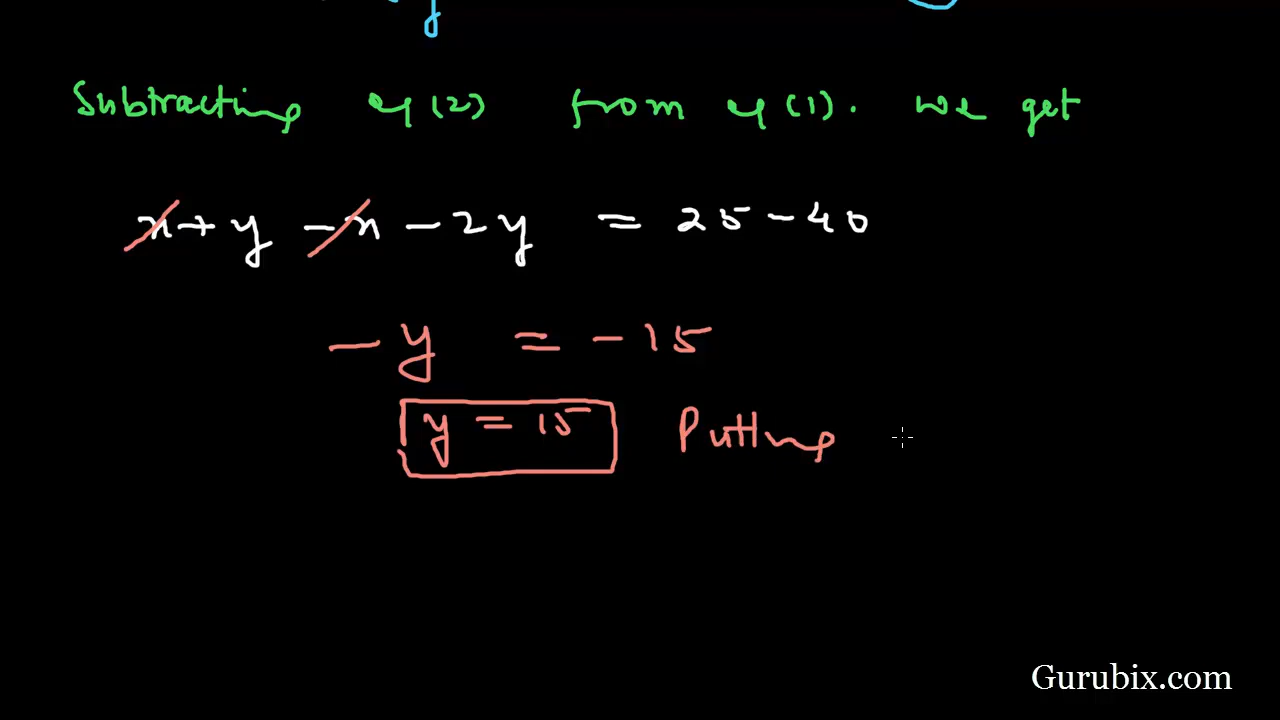 y
Subtracting eq (2) from eq (1). we get
x + y - x - 2y = 25 - 40
- y = - 15
y = 15 Putting
Gurubix.com